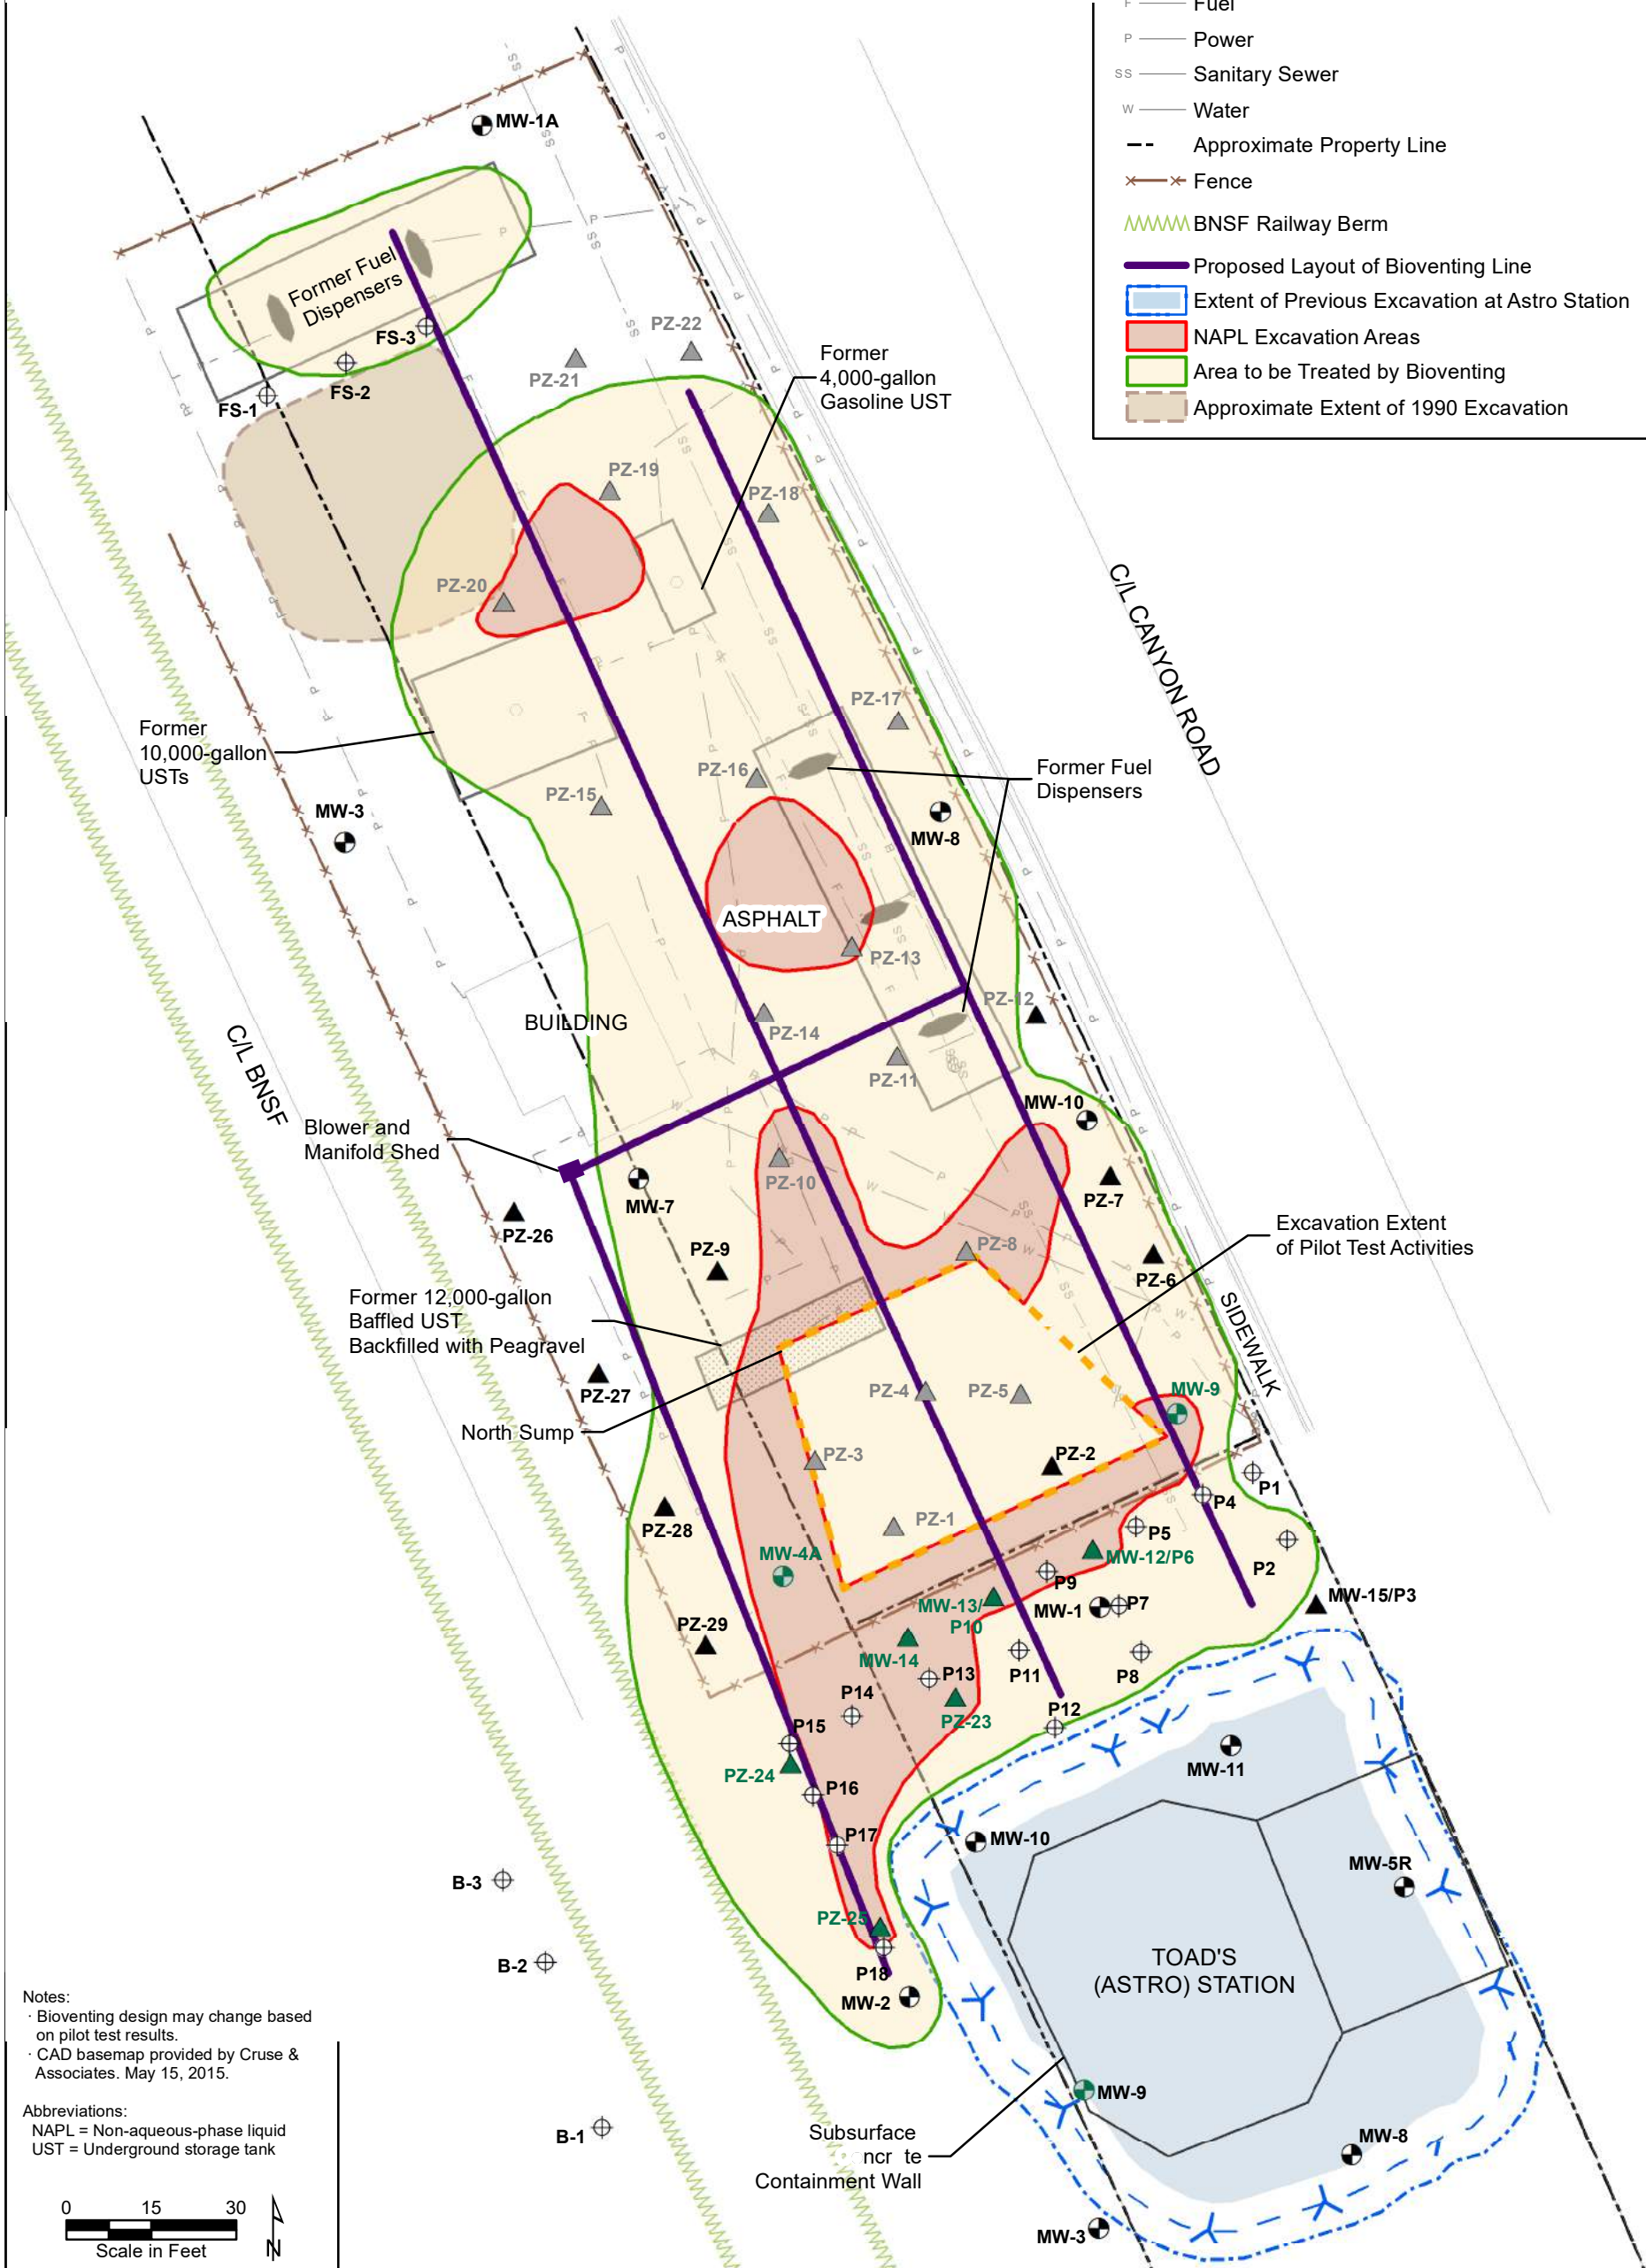 F Fuel
P Power
SS Sanitary Sewer
W Water
Approximate Property Line
Fence
BNSF Railway Berm
Proposed Layout of Bioventing Line
Extent of Previous Excavation at Astro Station
NAPL Excavation Areas
Area to be Treated by Bioventing
Approximate Extent of 1990 Excavation
MW-1A
Former Fuel
Dispensers
FS-3
FS-2
FS-1
PZ-22
PZ-21
Former
4,000-gallon
Gasoline UST
PZ-19
PZ-18
PZ-20
C/L CANYON ROAD
PZ-17
Former
10,000-gallon
USTs
PZ-16
PZ-15
Former Fuel
Dispensers
MW-3
MW-8
ASPHALT
PZ-13
PZ-12
PZ-14
BUILDING
PZ-11
C/L BNSF
MW-10
Blower and
Manifold Shed
PZ-10
PZ-7
MW-7
PZ-26
PZ-9
PZ-8
Excavation Extent
of Pilot Test Activities
PZ-6
Former 12,000-gallon
Baffled UST
Backfilled with Peagravel
SIDEWALK
PZ-27
PZ-4
PZ-5
MW-9
North Sump
PZ-3
PZ-2
P1
P4
PZ-28
PZ-1
P5
MW-4A
MW-12/P6
P2
P9
MW-15/P3
MW-13/
P10
MW-1
P7
PZ-29
MW-14
P11
P8
P13
P14
PZ-23
P12
P15
PZ-24
MW-11
P16
P17
MW-10
MW-5R
B-3
PZ-25
TOAD'S
(ASTRO) STATION
B-2
P18
MW-2
Notes:
· Bioventing design may change based
on pilot test results.
· CAD basemap provided by Cruse &
Associates. May 15, 2015.
MW-9
Abbreviations:
NAPL = Non-aqueous-phase liquid
UST = Underground storage tank
B-1
Subsurface
ncr te
Containment Wall
MW-8
0 15 30
Scale in Feet
N
MW-3